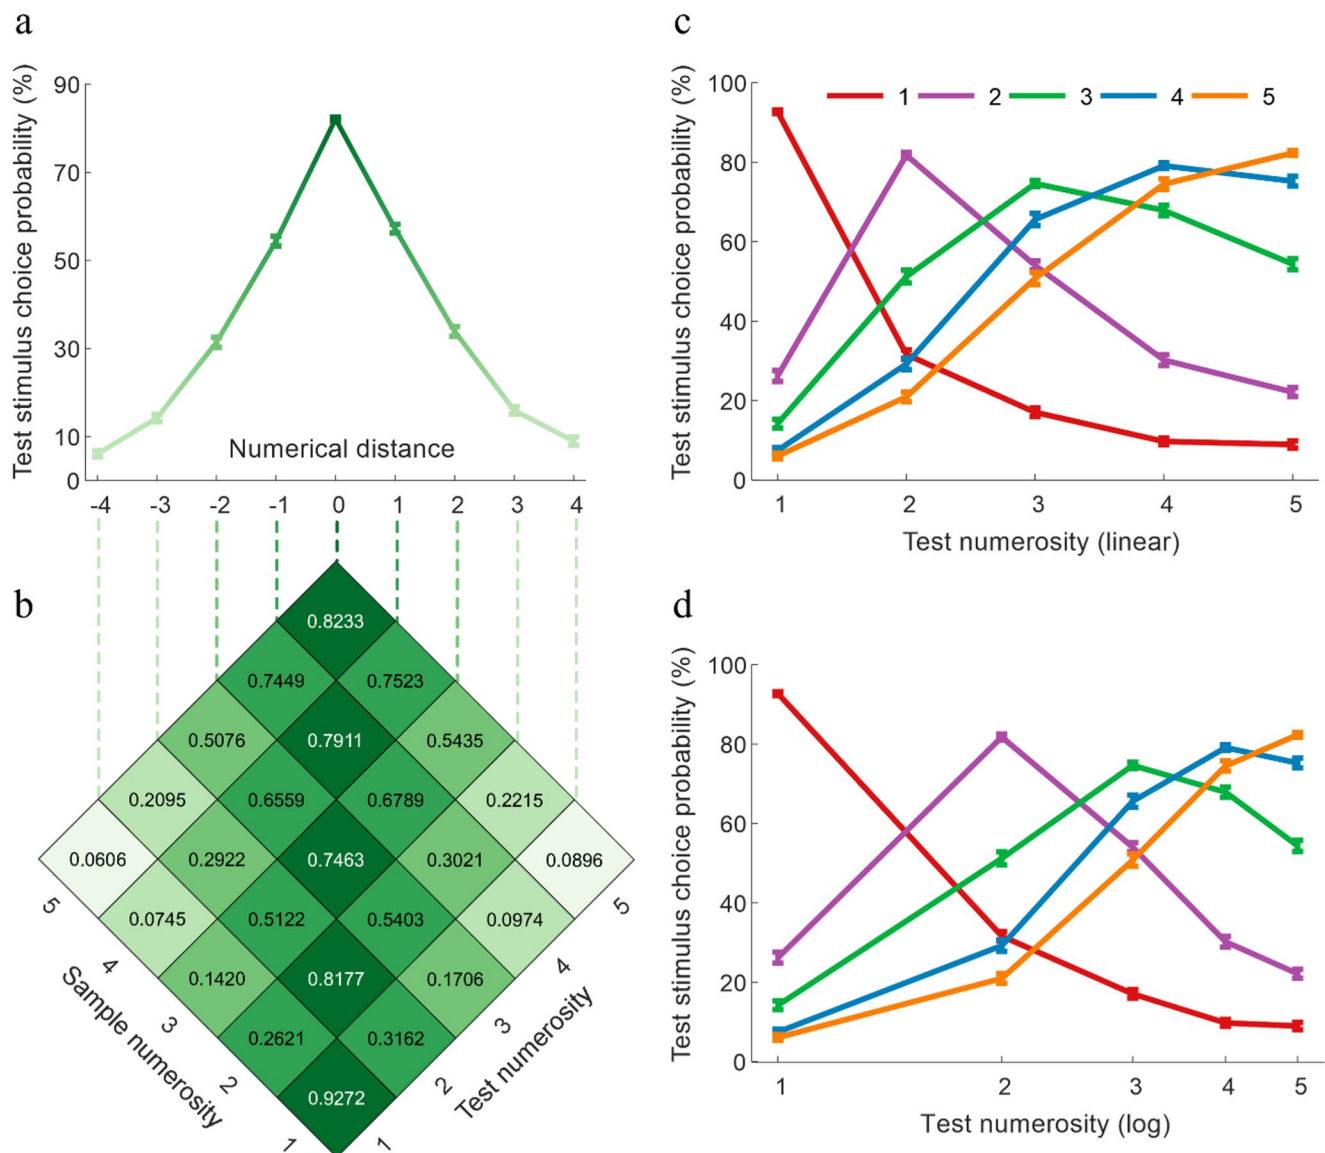 a
Test stimulus choice probability (%)
90
70
50
30
10
0
Numerical distance
-4 -3 -2 -1 0 1 2 3 4
b
0.8233
0.7449 0.7523
0.5076 0.7911 0.5435
0.2095 0.6559 0.6789 0.2215
0.0606 0.2922 0.7463 0.3021 0.0896
0.0745 0.5122 0.5403 0.0974
0.1420 0.8177 0.1706
0.2621 0.3162
0.9272
5 4 3 2 1
Sample numerosity
1 2 3 4 5
Test numerosity
c
Test stimulus choice probability (%)
100
80
60
40
20
0
1 2 3 4 5
1 2 3 4 5
Test numerosity (linear)
d
Test stimulus choice probability (%)
100
80
60
40
20
0
1 2 3 4 5
Test numerosity (log)